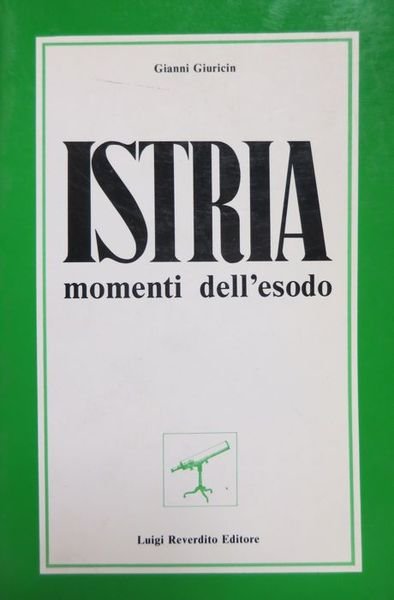 Gianni Giuricin
ISTRIA
momenti dell'esodo
Luigi Reverdito Editore